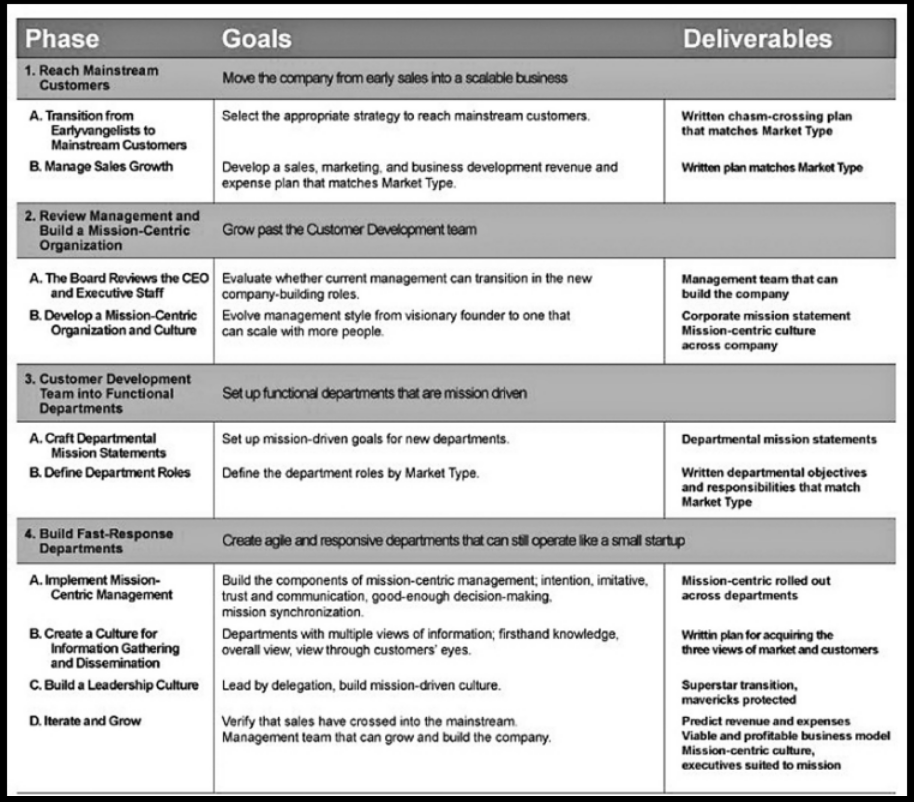 Phase Goals Deliverables
1. Reach Mainstream
Customers
Move the company from early sales into a scalable business
A. Transition from
Earlyvangelists to
Mainstream Customers
Select the appropriate strategy to reach mainstream customers.
Written chasm-crossing plan
that matches Market Type
B. Manage Sales Growth
Develop a sales, marketing, and business development revenue and
expense plan that matches Market Type.
Written plan matches Market Type
2. Review Management and
Build a Mission-Centric
Organization
Grow past the Customer Development team
A. The Board Reviews the CEO
and Executive Staff
Evaluate whether current management can transition in the new
company-building roles.
Management team that can
build the company
B. Develop a Mission-Centric
Organization and Culture
Evolve management style from visionary founder to one that
can scale with more people.
Corporate mission statement
Mission-centric culture
across company
3. Customer Development
Team into Functional
Departments
Set up functional departments that are mission driven
A. Craft Departmental
Mission Statements
Set up mission-driven goals for new departments.
Departmental mission statements
B. Define Department Roles
Define the department roles by Market Type.
Written departmental objectives
and responsibilities that match
Market Type
4. Build Fast-Response
Departments
Create agile and responsive departments that can still operate like a small startup
A. Implement Mission-
Centric Management
Build the components of mission-centric management; intention, imitative,
trust and communication, good-enough decision-making,
mission synchronization.
Mission-centric rolled out
across departments
B. Create a Culture for
Information Gathering
and Dissemination
Departments with multiple views of information; firsthand knowledge,
overall view, view through customers' eyes.
Writtin plan for acquiring the
three views of market and customers
C. Build a Leadership Culture
Lead by delegation, build mission-driven culture.
Superstar transition,
mavericks protected
D. Iterate and Grow
Verify that sales have crossed into the mainstream.
Management team that can grow and build the company.
Predict revenue and expenses
Viable and profitable business model
Mission-centric culture,
executives suited to mission